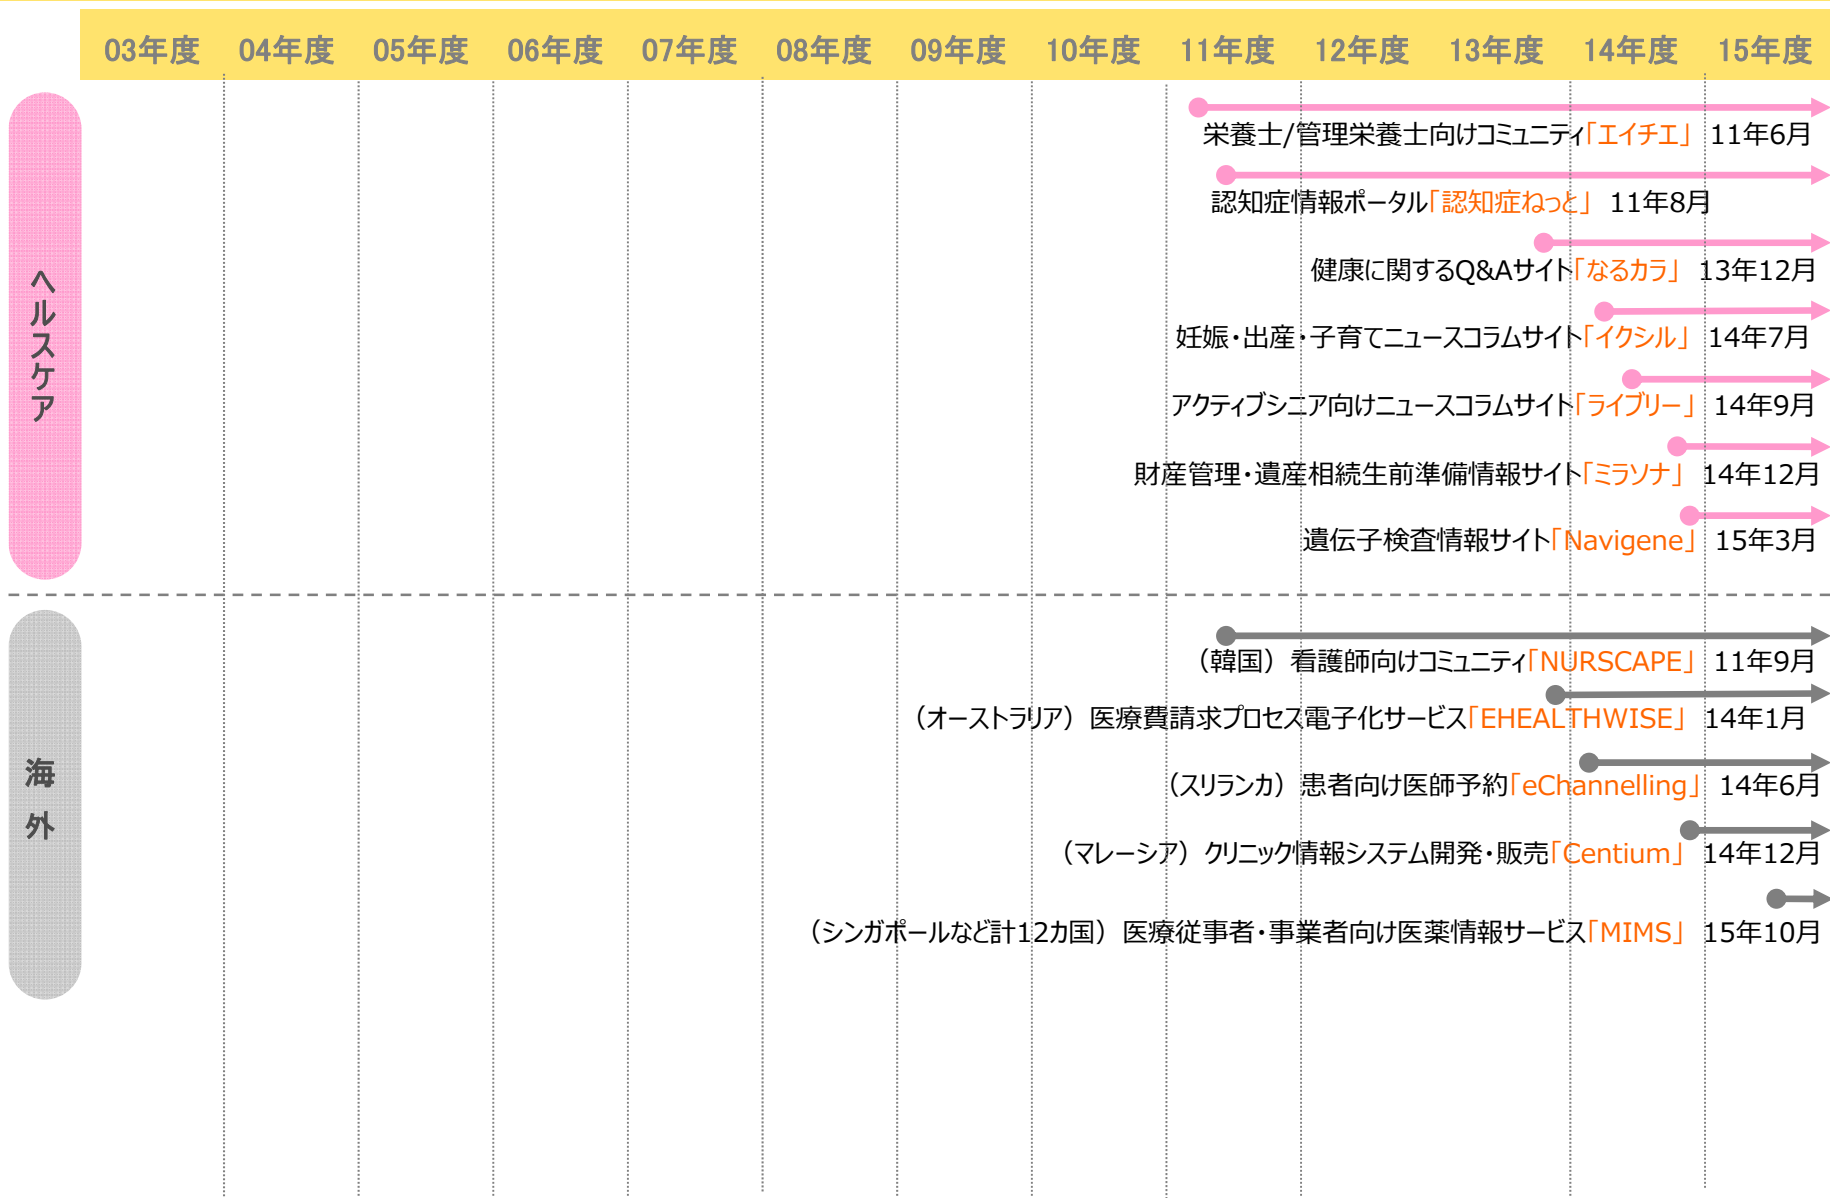 03年度 04年度 05年度 06年度 07年度 08年度 09年度 10年度 11年度 12年度 13年度 14年度 15年度
ヘルスケア
栄養士/管理栄養士向けコミュニティ「エイチエ」 11年6月
認知症情報ポータル「認知症ねっと」 11年8月
健康に関するQ&Aサイト「なるカラ」 13年12月
妊娠・出産・子育てニュースコラムサイト「イクシル」 14年7月
アクティブシニア向けニュースコラムサイト「ライブリー」 14年9月
財産管理・遺産相続生前準備情報サイト「ミラソナ」 14年12月
遺伝子検査情報サイト「Navigene」 15年3月
海外
（韓国）看護師向けコミュニティ「NURSCAPE」 11年9月
（オーストラリア）医療費請求プロセス電子化サービス「EHEALTHWISE」 14年1月
（スリランカ）患者向け医師予約「eChannelling」 14年6月
（マレーシア）クリニック情報システム開発・販売「Centium」 14年12月
（シンガポールなど計12カ国）医療従事者・事業者向け医薬情報サービス「MIMS」 15年10月